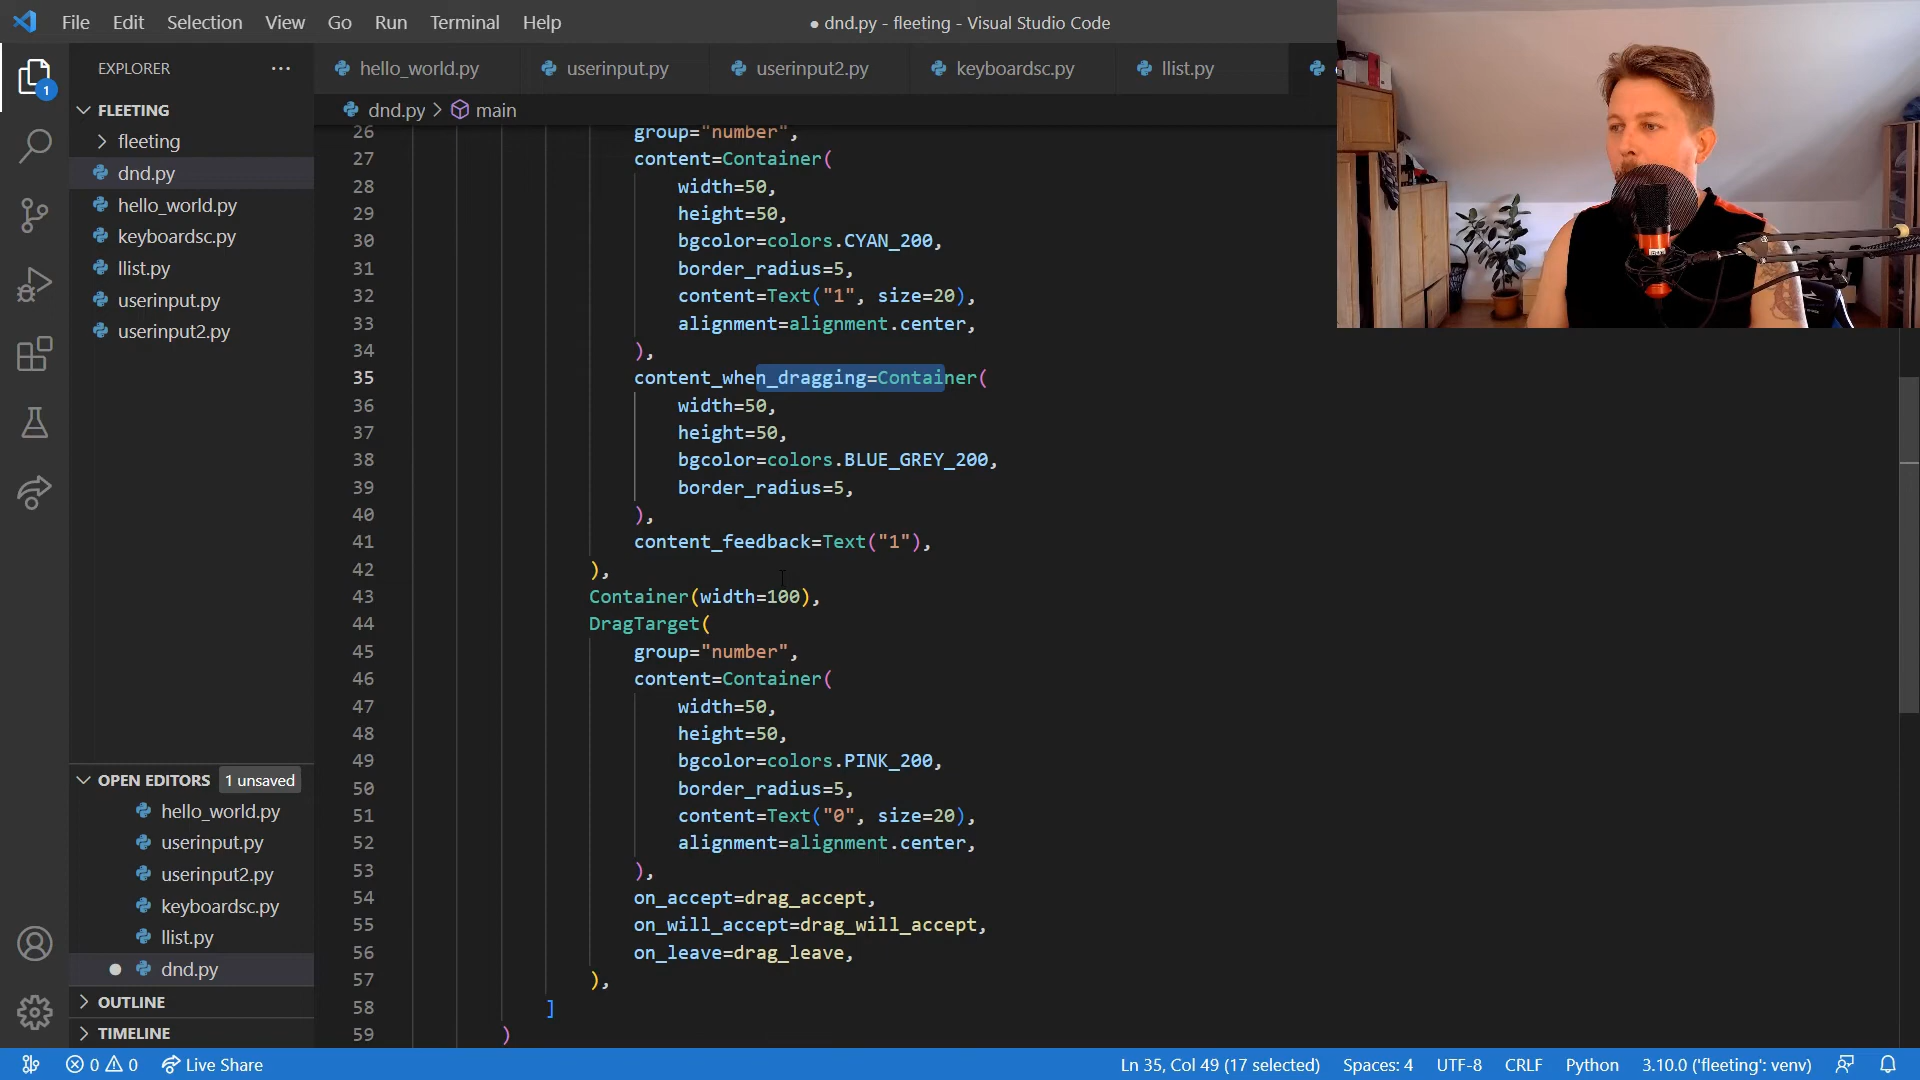 File Edit Selection View Go Run Terminal Help
● dnd.py - fleeting - Visual Studio Code
EXPLORER ···
hello_world.py userinput.py userinput2.py keyboardsc.py llist.py
1
FLEETING
dnd.py > main
fleeting
dnd.py
hello_world.py
keyboardsc.py
llist.py
userinput.py
userinput2.py
OPEN EDITORS 1 unsaved
hello_world.py
userinput.py
userinput2.py
keyboardsc.py
llist.py
● dnd.py
OUTLINE
TIMELINE
26 group="number",
27 content=Container(
28 width=50,
29 height=50,
30 bgcolor=colors.CYAN_200,
31 border_radius=5,
32 content=Text("1", size=20),
33 alignment=alignment.center,
34 ),
35 content_when_dragging=Container(
36 width=50,
37 height=50,
38 bgcolor=colors.BLUE_GREY_200,
39 border_radius=5,
40 ),
41 content_feedback=Text("1"),
42 ),
43 Container(width=100),
44 DragTarget(
45 group="number",
46 content=Container(
47 width=50,
48 height=50,
49 bgcolor=colors.PINK_200,
50 border_radius=5,
51 content=Text("0", size=20),
52 alignment=alignment.center,
53 ),
54 on_accept=drag_accept,
55 on_will_accept=drag_will_accept,
56 on_leave=drag_leave,
57 ),
58 ]
59 )
0 0 Live Share Ln 35, Col 49 (17 selected) Spaces: 4 UTF-8 CRLF Python 3.10.0 ('fleeting': venv)